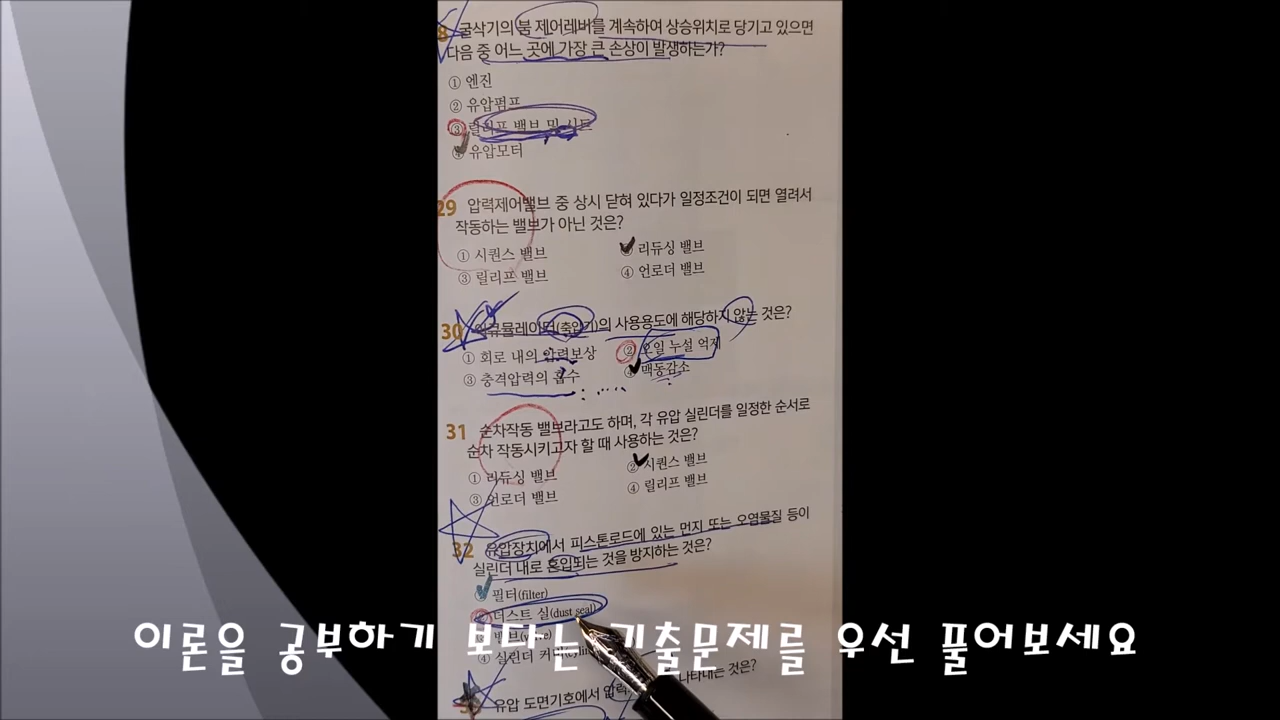 8 굴삭기의 붐 제어레버를 계속하여 상승위치로 당기고 있으면
다음 중 어느 곳에 가장 큰 손상이 발생하는가?
① 엔진
② 유압펌프
③ 릴리프 밸브 및 시트
④ 유압모터
29 압력제어밸브 중 상시 닫혀 있다가 일정조건이 되면 열려서
작동하는 밸브가 아닌 것은?
① 시퀀스 밸브
리듀싱 밸브
③ 릴리프 밸브
④ 언로더 밸브
30 어큐뮬레이터(축압기)의 사용용도에 해당하지 않는 것은?
① 회로 내의 압력보상
② 오일 누설 억제
③ 충격압력의 흡수
④ 맥동감소
31 순차작동 밸브라고도 하며, 각 유압 실린더를 일정한 순서로
순차 작동시키고자 할 때 사용하는 것은?
① 리듀싱 밸브
② 시퀀스 밸브
③ 언로더 밸브
④ 릴리프 밸브
32 유압장치에서 피스톤로드에 있는 먼지 또는 오염물질 등이
실린더 내로 혼입되는 것을 방지하는 것은?
필터(filter)
더스트 실(dust seal)
밸브
④ 실린더
유압 도면기호에서 압력 나타내는 것은?
이론을 공부하기 보다는 기출문제를 우선 풀어보세요